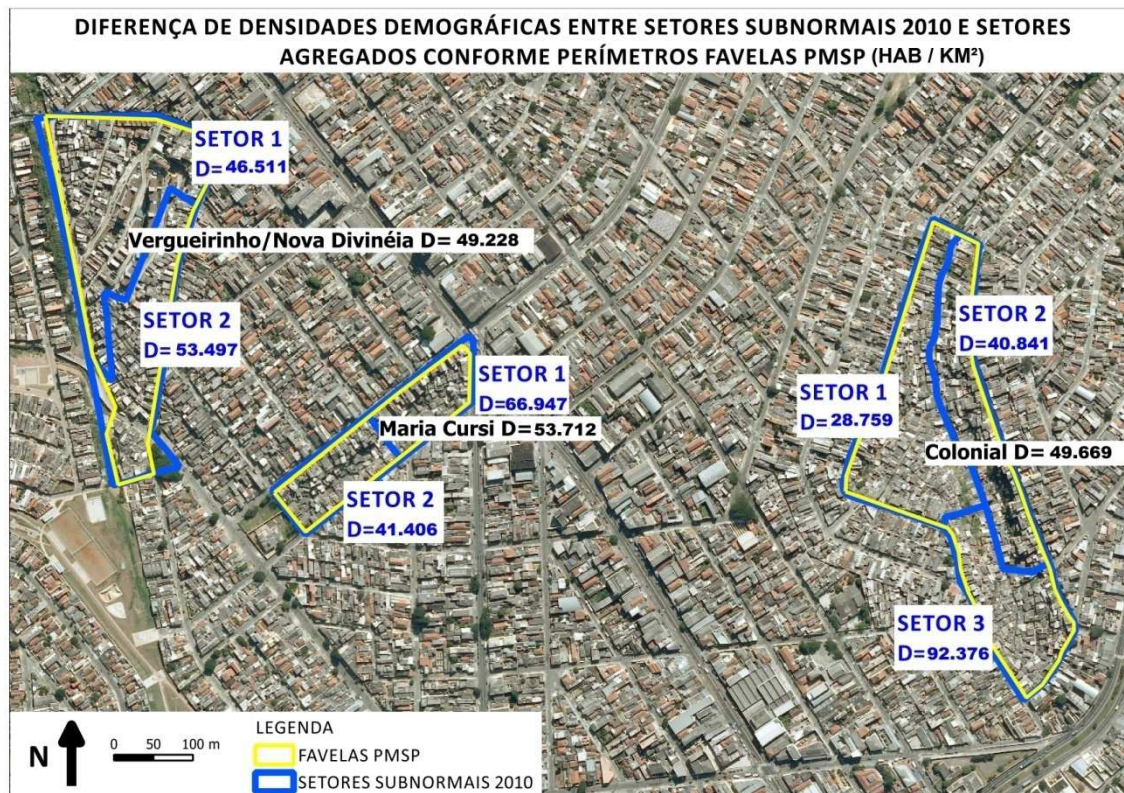 DIFERENÇA DE DENSIDADES DEMOGRÁFICAS ENTRE SETORES SUBNORMAIS 2010 E SETORES
AGREGADOS CONFORME PERÍMETROS FAVELAS PMSP (HAB / KM²)
SETOR 1
D= 46.511
Vergueirinho/Nova Divinéia D= 49.228
SETOR 2
D= 53.497
SETOR 1
D=66.947
Maria Cursi D=53.712
SETOR 2
D=41.406
SETOR 2
D=40.841
SETOR 1
D=28.759
Colonial D= 49.669
SETOR 3
D=92.376
N
0 50 100 m
LEGENDA
FAVELAS PMSP
SETORES SUBNORMAIS 2010